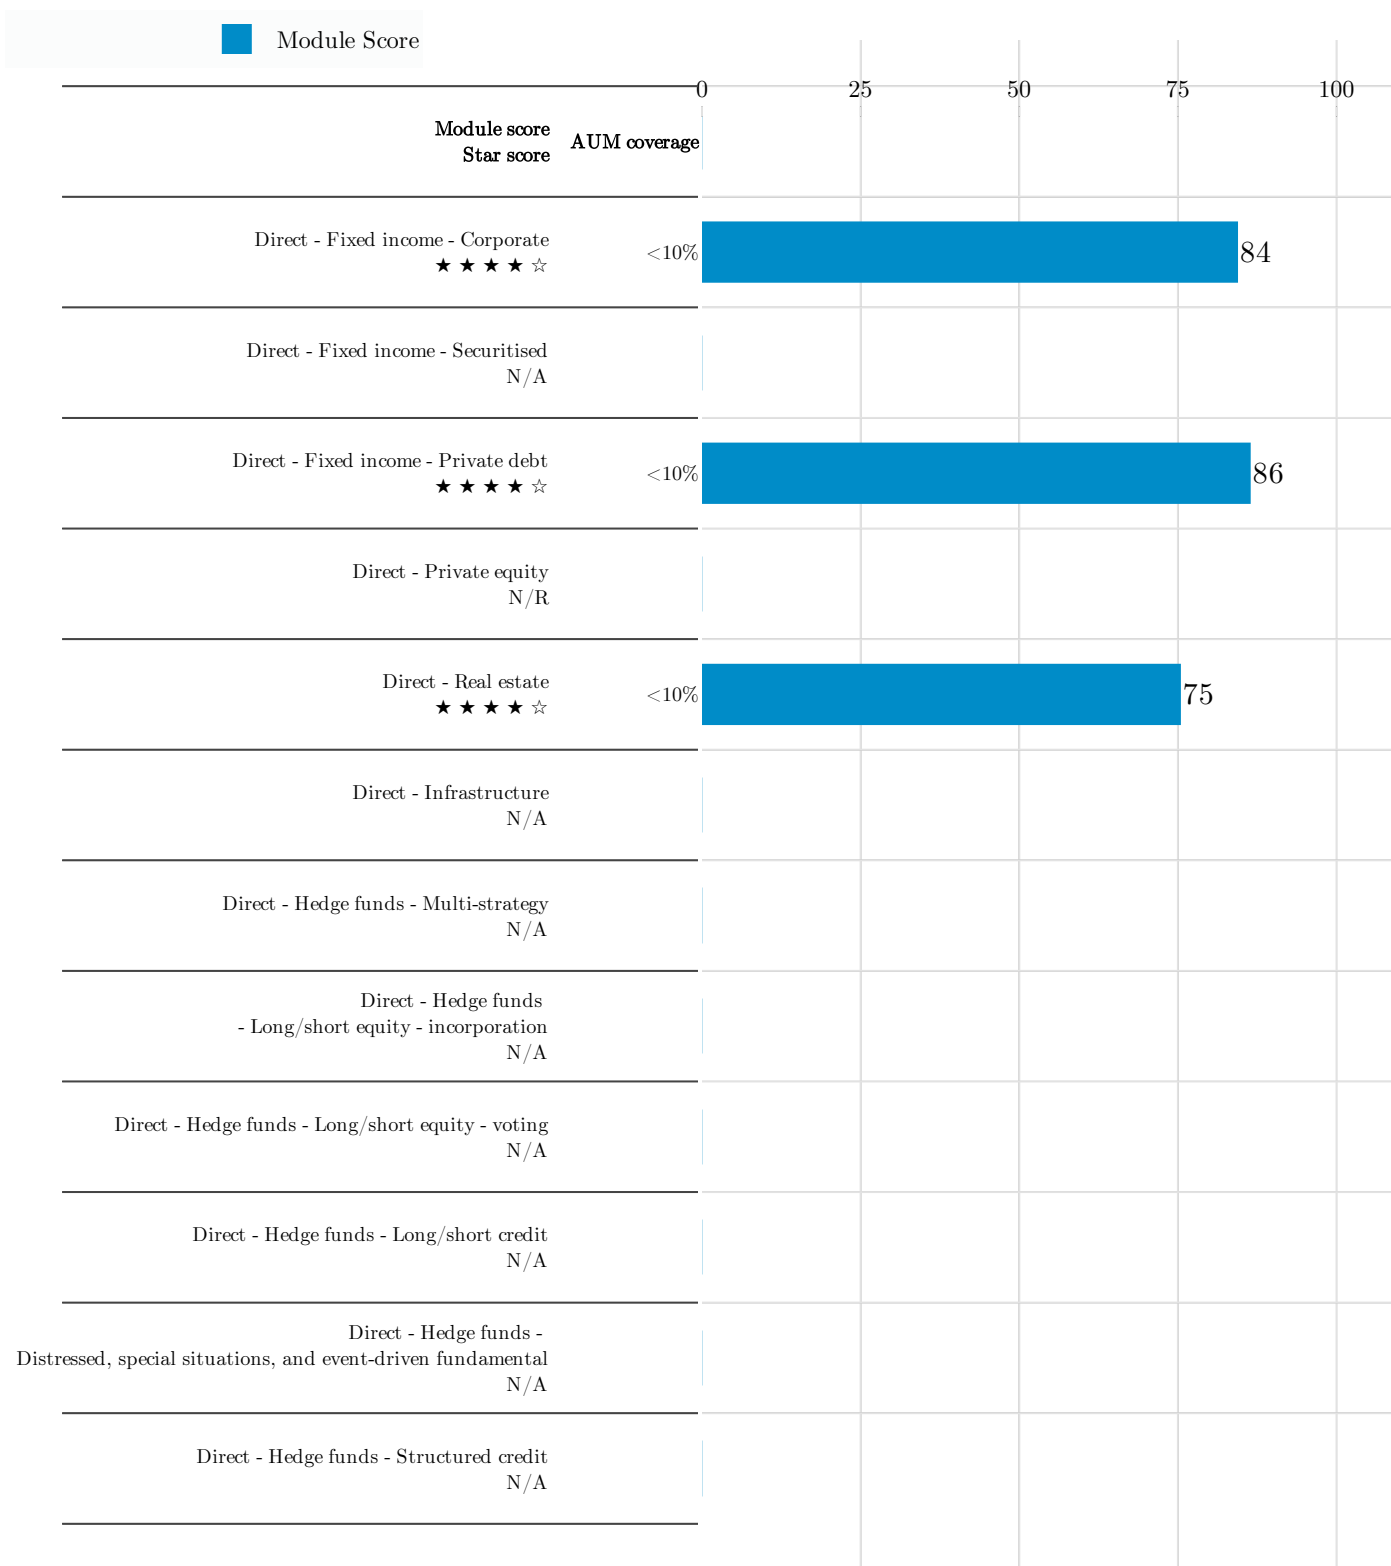 Module Score
0 25 50 75 100
Module score
Star score
AUM coverage
Direct - Fixed income - Corporate
★ ★ ★ ★ ☆
<10%
84
Direct - Fixed income - Securitised
N/A
Direct - Fixed income - Private debt
★ ★ ★ ★ ☆
<10%
86
Direct - Private equity
N/R
Direct - Real estate
★ ★ ★ ★ ☆
<10%
75
Direct - Infrastructure
N/A
Direct - Hedge funds - Multi-strategy
N/A
Direct - Hedge funds
- Long/short equity - incorporation
N/A
Direct - Hedge funds - Long/short equity - voting
N/A
Direct - Hedge funds - Long/short credit
N/A
Direct - Hedge funds -
Distressed, special situations, and event-driven fundamental
N/A
Direct - Hedge funds - Structured credit
N/A